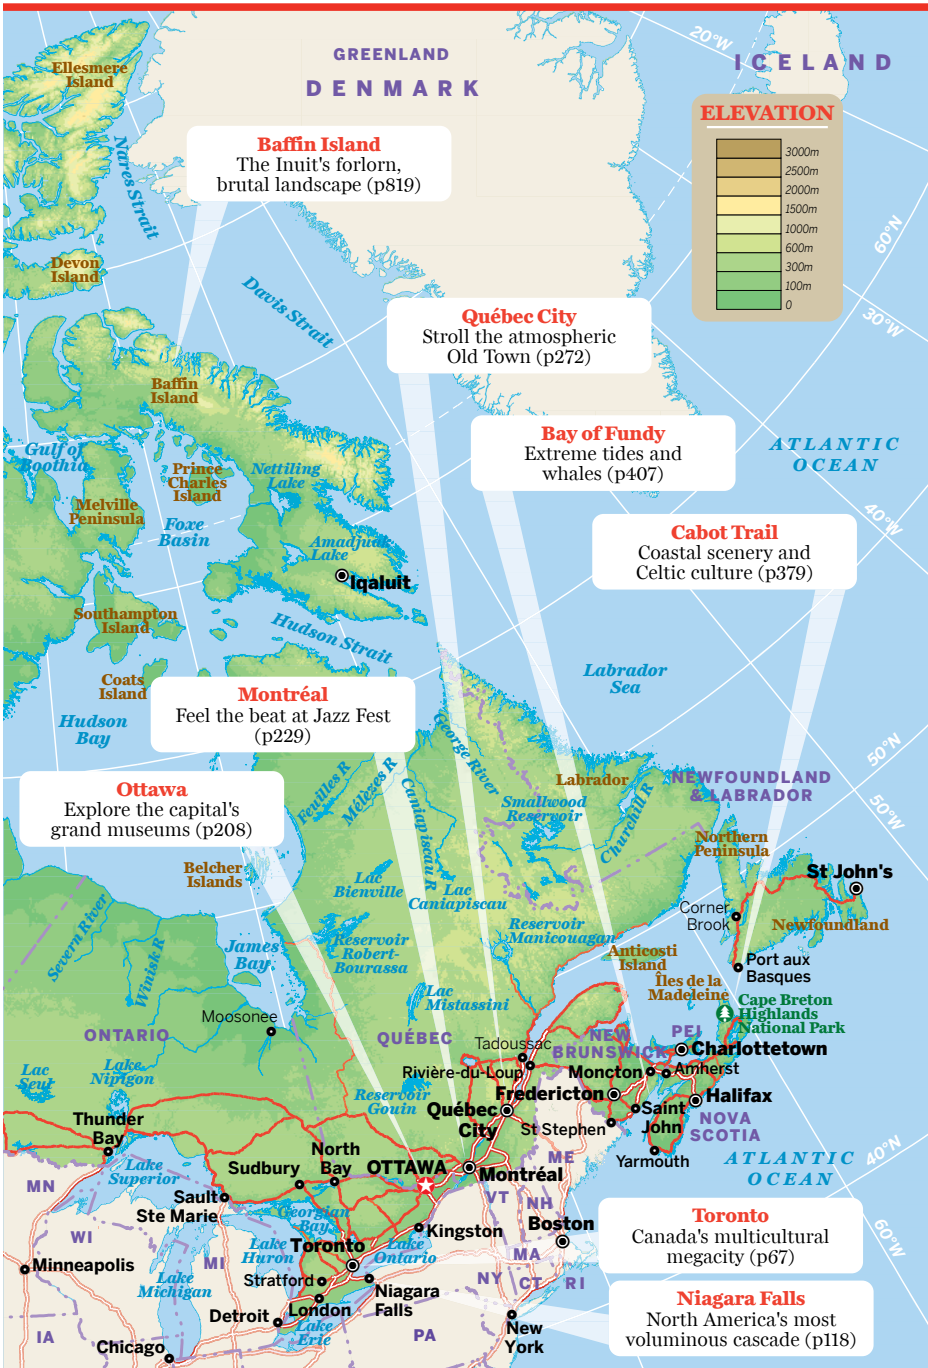 GREENLAND
DENMARK
ICELAND
20°W
Ellesmere
Island
Nares Strait
Baffin Island
The Inuit's forlorn,
brutal landscape (p819)
ELEVATION
3000m
2500m
2000m
1500m
1000m
600m
300m
100m
0
60°N
30°W
Devon
Island
Davis Strait
Québec City
Stroll the atmospheric
Old Town (p272)
Baffin
Island
Bay of Fundy
Extreme tides and
whales (p407)
ATLANTIC
OCEAN
Gulf of
Boothia
Prince
Charles
Island
Nettiling
Lake
Melville
Peninsula
Foxe
Basin
Amadjuak
Lake
40°W
Cabot Trail
Coastal scenery and
Celtic culture (p379)
Iqaluit
Southampton
Island
Hudson Strait
Coats
Island
Labrador
Sea
Hudson
Bay
Montréal
Feel the beat at Jazz Fest
(p229)
George River
50°N
Ottawa
Explore the capital's
grand museums (p208)
Feuilles R
Mélèzes R
Caniapiscau R
Labrador
NEWFOUNDLAND
& LABRADOR
Smallwood
Reservoir
Churchill R
50°W
Northern
Peninsula
Belcher
Islands
Lac
Bienville
Lac
Caniapiscau
St John's
Corner
Brook
Newfoundland
Severn River
Winisk R
James
Bay
Reservoir
Robert-
Bourassa
Reservoir
Manicouagan
Anticosti
Island
Port aux
Basques
Îles de la
Madeleine
Lac
Mistassini
Cape Breton
Highlands
National Park
Moosonee
ONTARIO
QUÉBEC
Tadoussac
NEW
BRUNSWICK
PEI
Charlottetown
Lac
Seul
Lake
Nipigon
Rivière-du-Loup
Moncton
Amherst
Reservoir
Gouin
Fredericton
Halifax
Québec
City
Saint
John
NOVA
SCOTIA
Thunder
Bay
St Stephen
Yarmouth
ATLANTIC
OCEAN
40°N
North
Bay
Sudbury
OTTAWA
Montréal
ME
Lake
Superior
MN
Sault
Ste Marie
VT
NH
Georgian
Bay
Kingston
Boston
60°W
Toronto
Canada's multicultural
megacity (p67)
WI
MI
Lake
Huron
Toronto
Lake
Ontario
MA
Minneapolis
Lake
Michigan
Stratford
NY
CT
RI
Niagara
Falls
London
Detroit
Lake
Erie
Niagara Falls
North America's most
voluminous cascade (p118)
IA
PA
New
York
Chicago